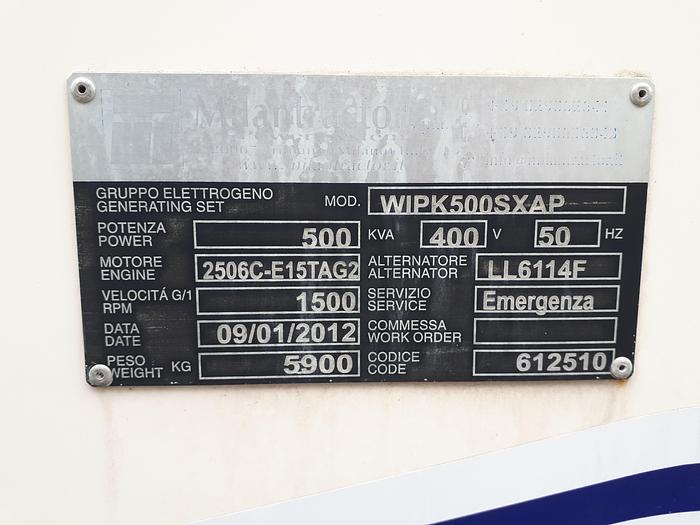 GRUPPO ELETTROGENO
GENERATING SET
MOD. WIPK500SXAP
POTENZA
POWER
500 KVA 400 V 50 HZ
MOTORE
ENGINE
2506C-E15TAG2
ALTERNATORE
ALTERNATOR
LL6114F
VELOCITÁ G/1
RPM
1500
SERVIZIO
SERVICE
Emergenza
DATA
DATE
09/01/2012
COMMESSA
WORK ORDER
PESO
WEIGHT
KG 5900
CODICE
CODE
612510